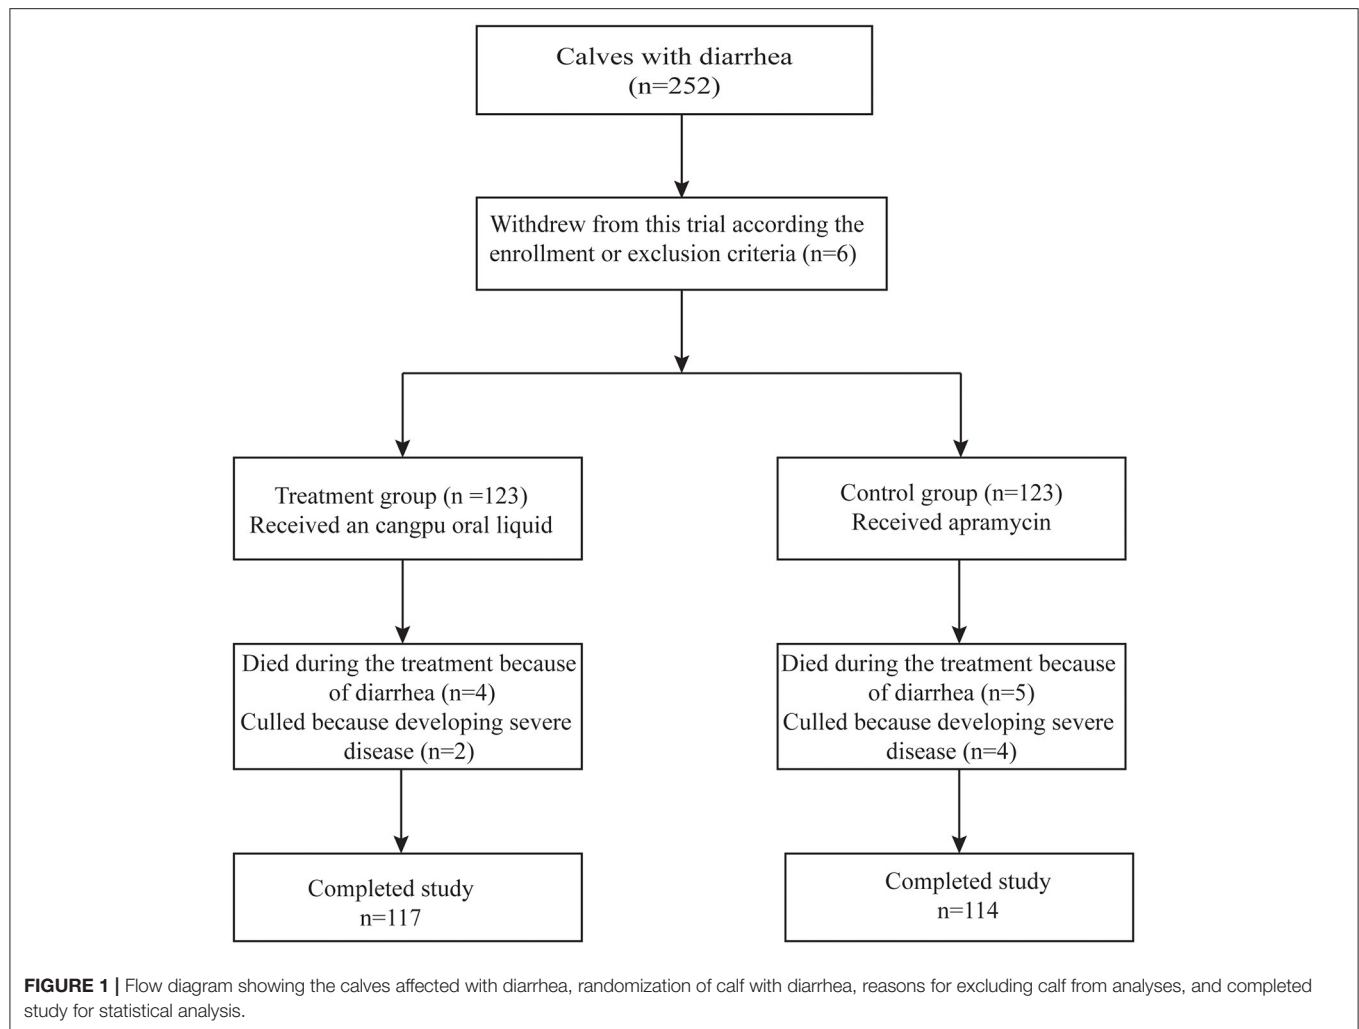 Calves with diarrhea
(n=252)
Withdrew from this trial according the
enrollment or exclusion criteria (n=6)
Treatment group (n =123)
Received an cangpu oral liquid
Control group (n=123)
Received apramycin
Died during the treatment because
of diarrhea (n=4)
Culled because developing severe
disease (n=2)
Died during the treatment because
of diarrhea (n=5)
Culled because developing severe
disease (n=4)
Completed study
n=117
Completed study
n=114
FIGURE 1 | Flow diagram showing the calves affected with diarrhea, randomization of calf with diarrhea, reasons for excluding calf from analyses, and completed
study for statistical analysis.